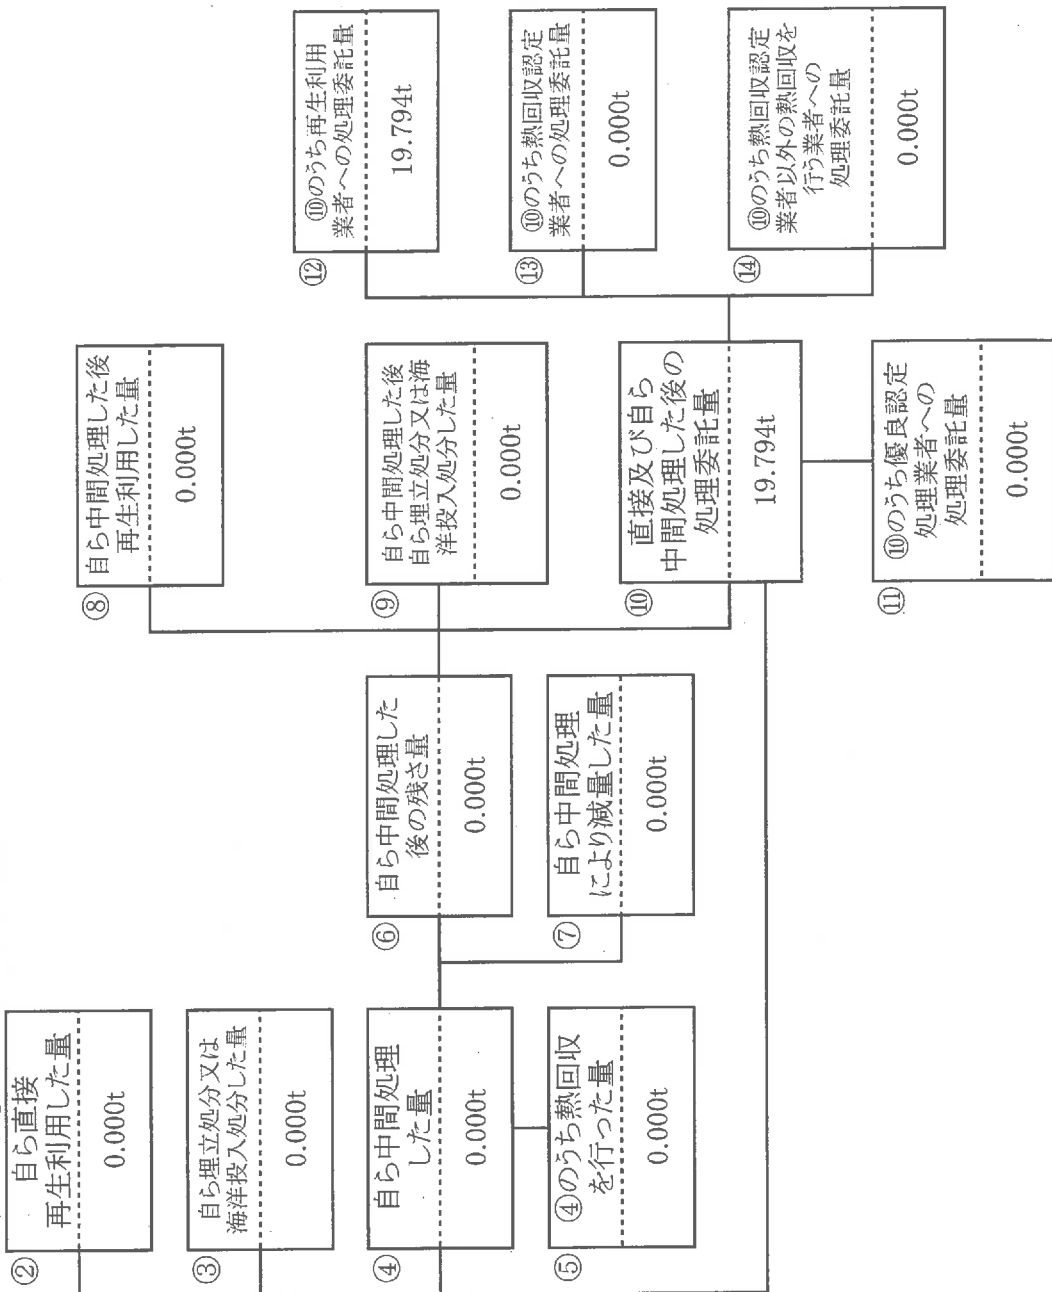 ②
自ら直接
再生利用した量
0.000t
③
自ら埋立処分又は
海洋投入処分した量
0.000t
④
自ら中間処理
した量
0.000t
⑤
④のうち熱回収
を行った量
0.000t
⑥
自ら中間処理した
後の残さ量
0.000t
⑦
自ら中間処理
により減量した量
0.000t
⑧
自ら中間処理した後
再生利用した量
0.000t
⑨
自ら中間処理した後
自ら埋立処分又は海
洋投入処分した量
0.000t
⑩
直接及び自ら
中間処理した後の
処理委託量
19.794t
⑪
⑩のうち優良認定
処理業者への
処理委託量
0.000t
⑫
⑩のうち再生利用
業者への処理委託量
19.794t
⑬
⑩のうち熱回収認定
業者への処理委託量
0.000t
⑭
⑩のうち熱回収認定
業者以外の熱回収を
行う業者への
処理委託量
0.000t